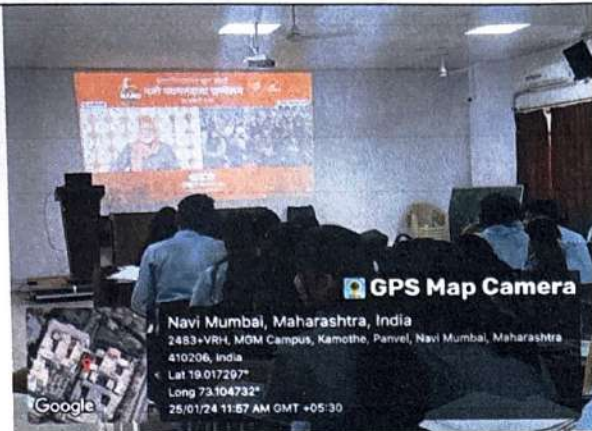 GPS Map Camera
Navi Mumbai, Maharashtra, India
2483+VRH, MGM Campus, Kamothe, Panvel, Navi Mumbai, Maharashtra
410206, India
Lat 19.017297°
Long 73.104732°
25/01/24 11:57 AM GMT +05:30
Google